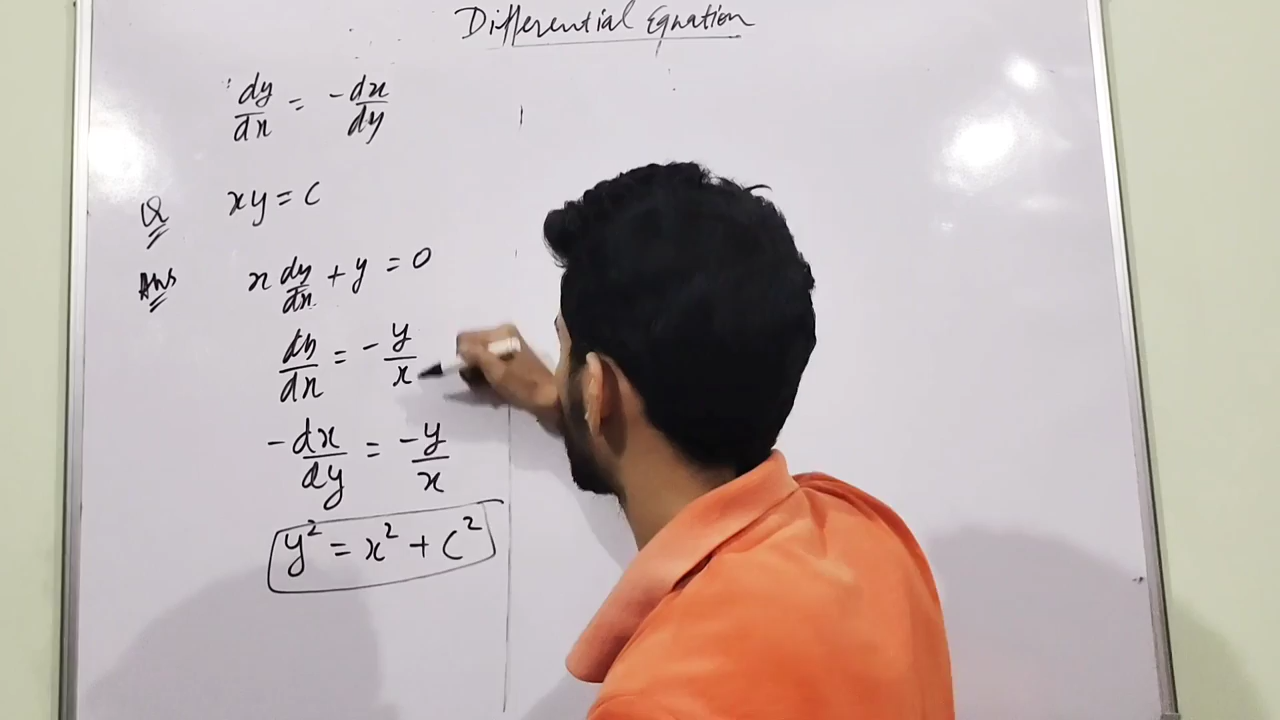 Differential Equation
dy/dx = -dx/dy
Q xy = c
Ans x dy/dx + y = 0
dy/dx = -y/x
-dx/dy = -y/x
y² = x² + c²